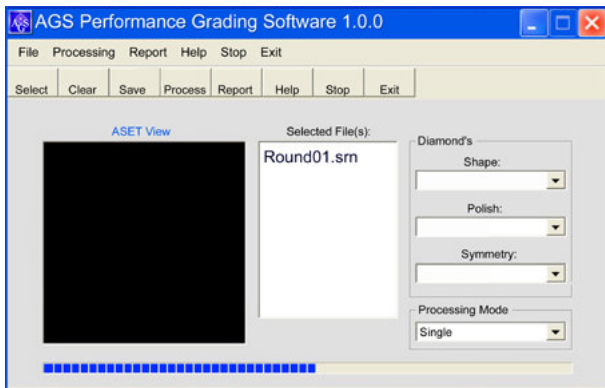 AGS Performance Grading Software 1.0.0
File Processing Report Help Stop Exit
Select Clear Save Process Report Help Stop Exit
ASET View
Selected File(s):
Round01.srn
Diamond's
Shape:
Polish:
Symmetry:
Processing Mode
Single